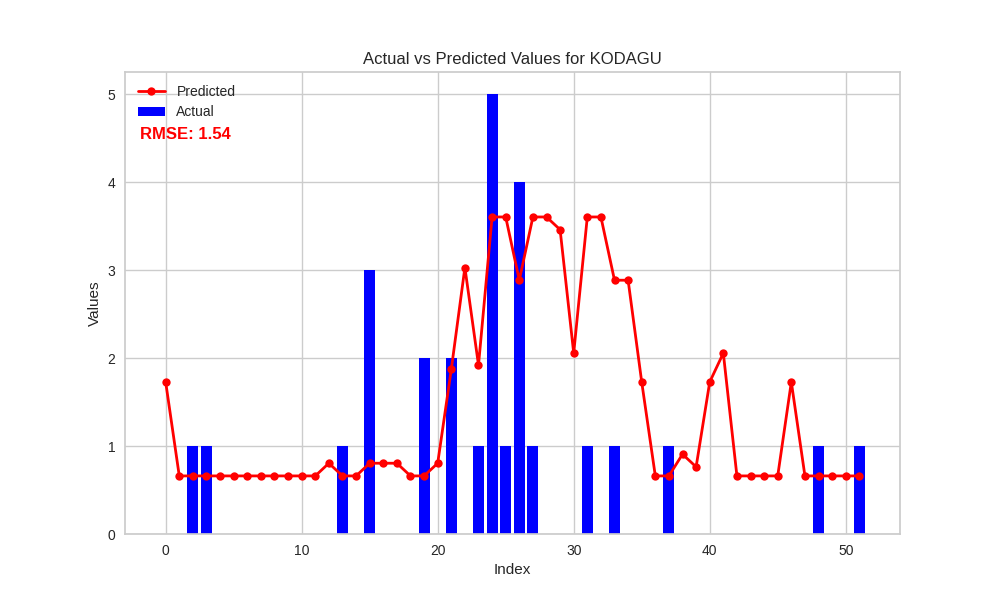 Actual vs Predicted Values for KODAGU
Predicted
Actual
RMSE: 1.54
5
4
3
2
1
0
Values
0 10 20 30 40 50
Index